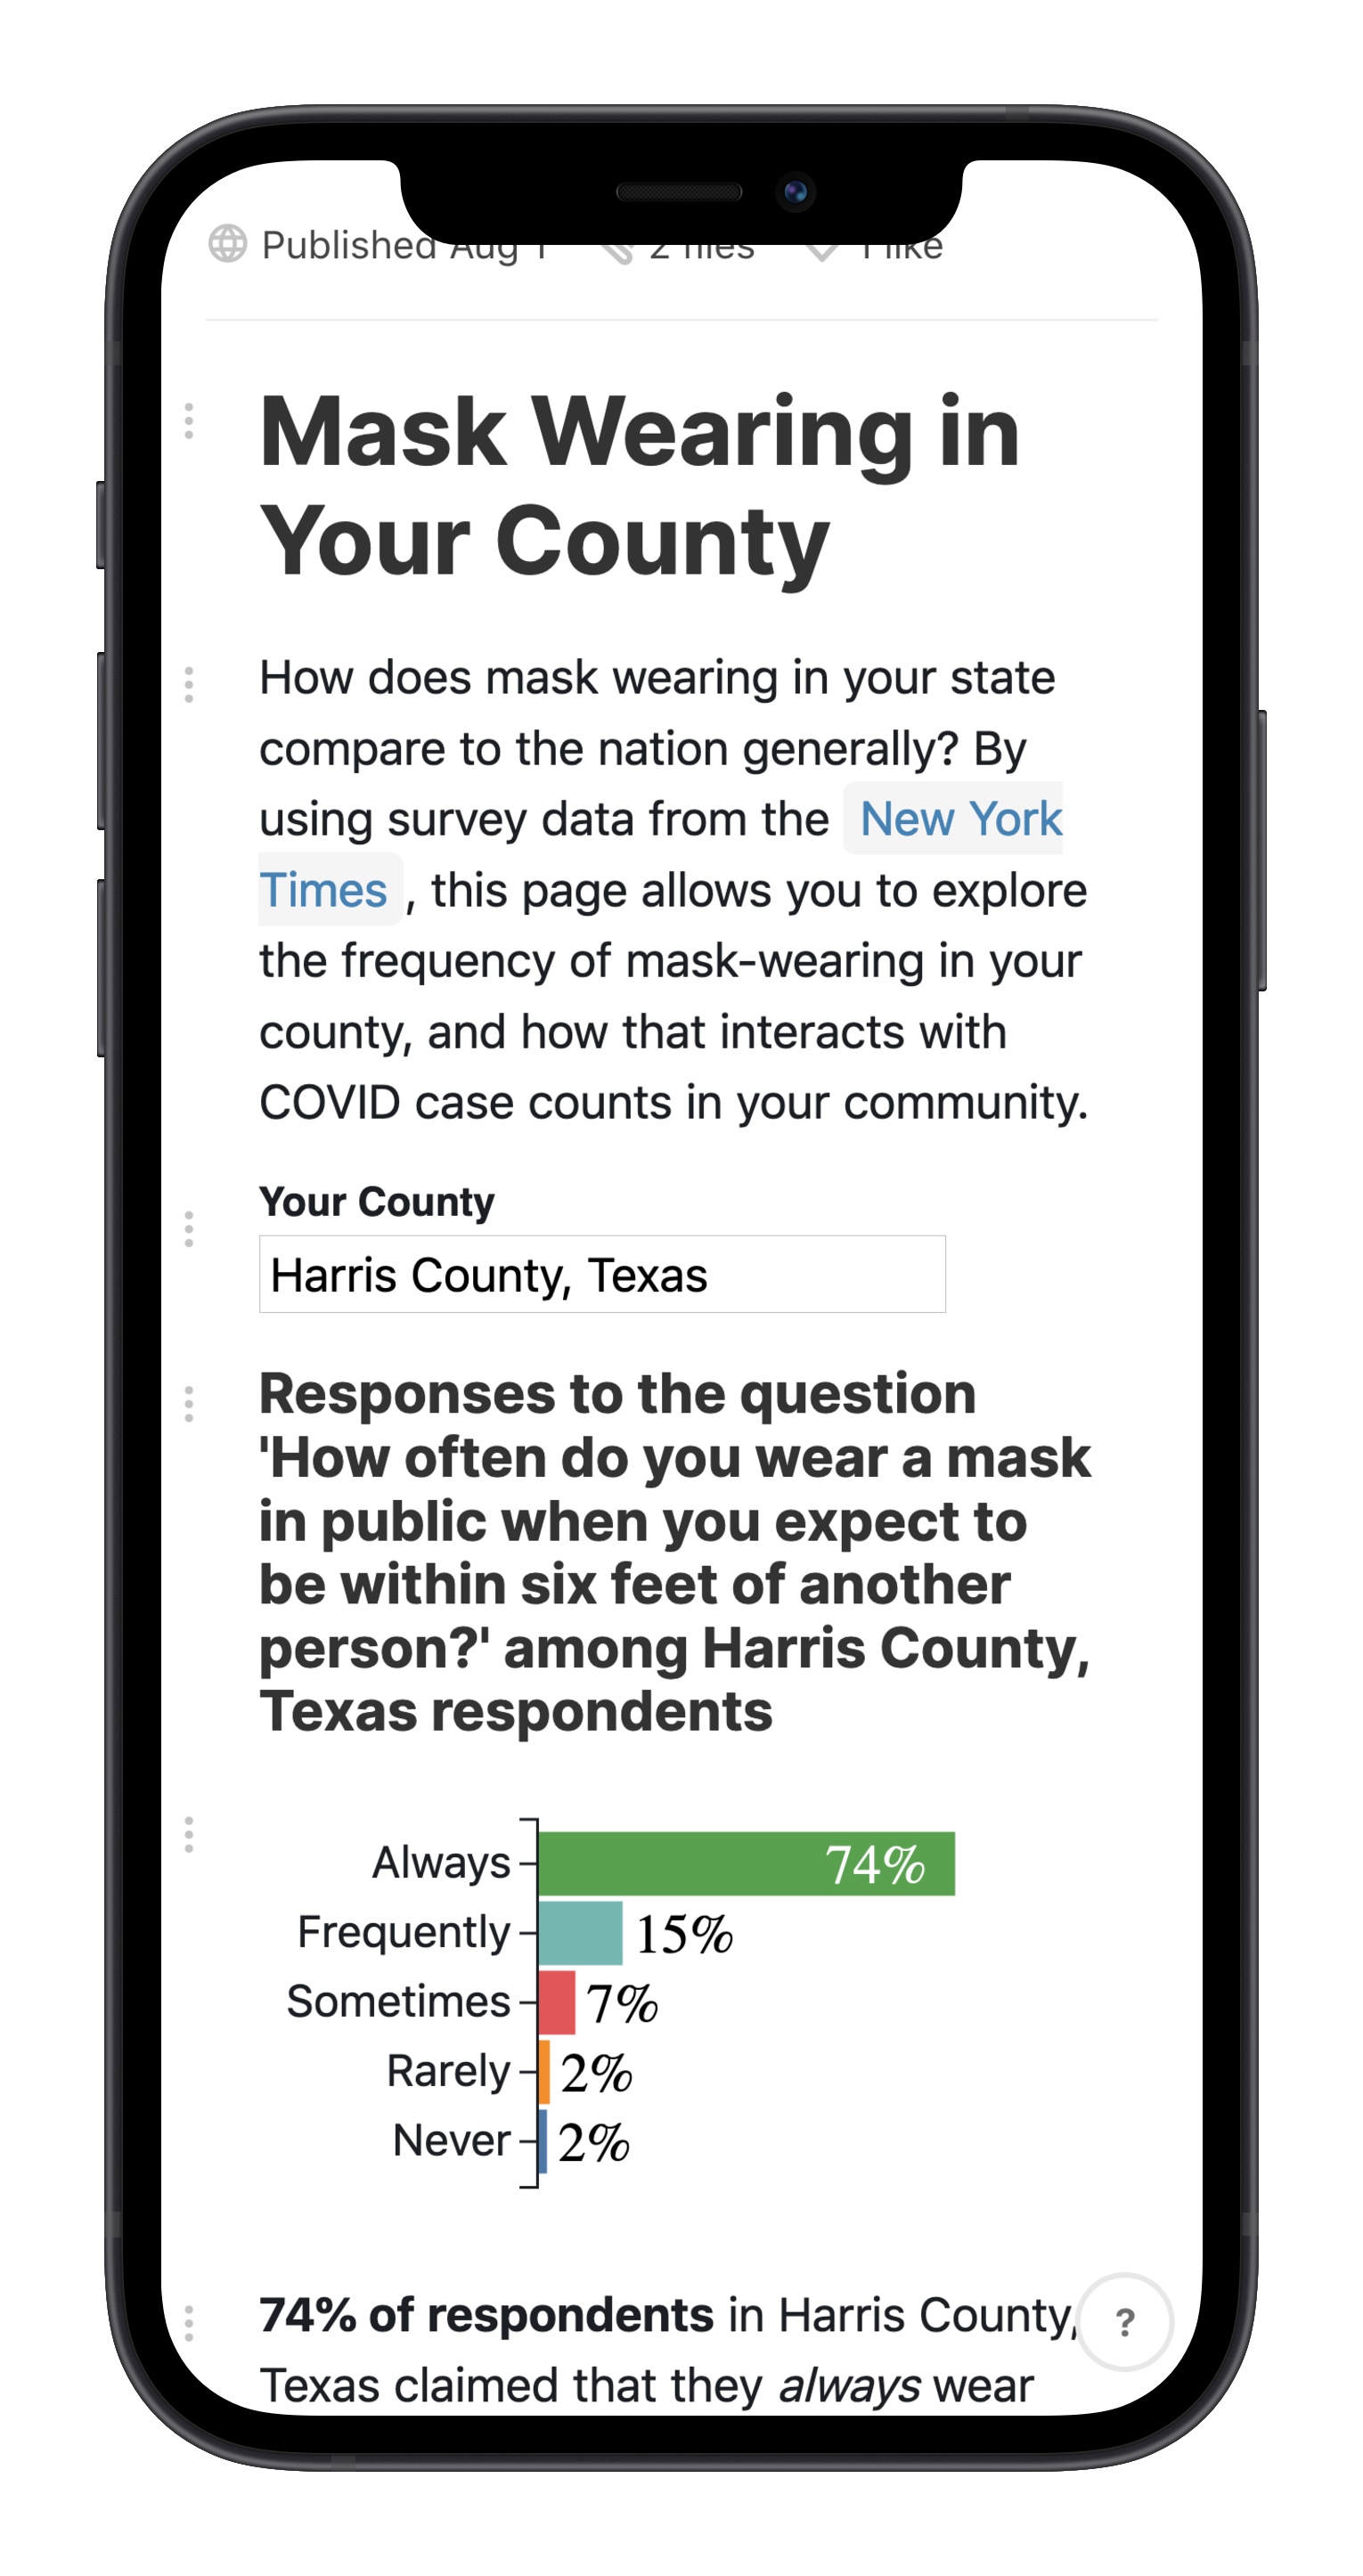 Published Aug 1 2 files 1 like
Mask Wearing in
Your County
How does mask wearing in your state
compare to the nation generally? By
using survey data from the New York
Times , this page allows you to explore
the frequency of mask-wearing in your
county, and how that interacts with
COVID case counts in your community.
Your County
Harris County, Texas
Responses to the question
'How often do you wear a mask
in public when you expect to
be within six feet of another
person?' among Harris County,
Texas respondents
Always 74%
Frequently 15%
Sometimes 7%
Rarely 2%
Never 2%
74% of respondents in Harris County, ?
Texas claimed that they always wear